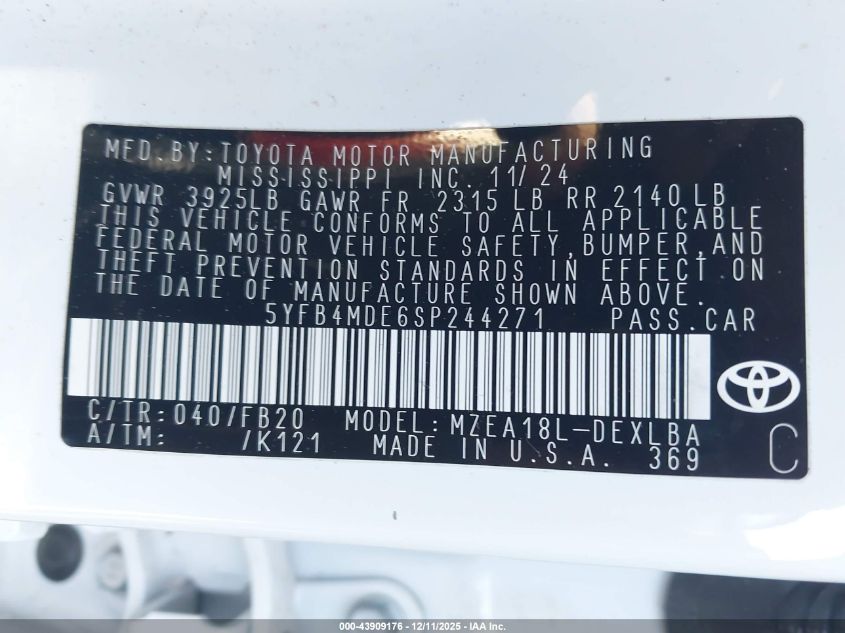 MFD.BY:TOYOTA MOTOR MANUFACTURING
MISSISSIPPI INC. 11/24
GVWR 3925LB GAWR FR 2315 LB RR 2140 LB
THIS VEHICLE CONFORMS TO ALL APPLICABLE
FEDERAL MOTOR VEHICLE SAFETY, BUMPER, AND
THEFT PREVENTION STANDARDS IN EFFECT ON
THE DATE OF MANUFACTURE SHOWN ABOVE.
5YFB4MDE6SP244271 PASS.CAR
C/TR:040/FB20 MODEL:MZEA18L-DEXLBA
A/TM: /K121 MADE IN U.S.A. 369
C
000-43909176 - 12/11/2025 - IAA Inc.